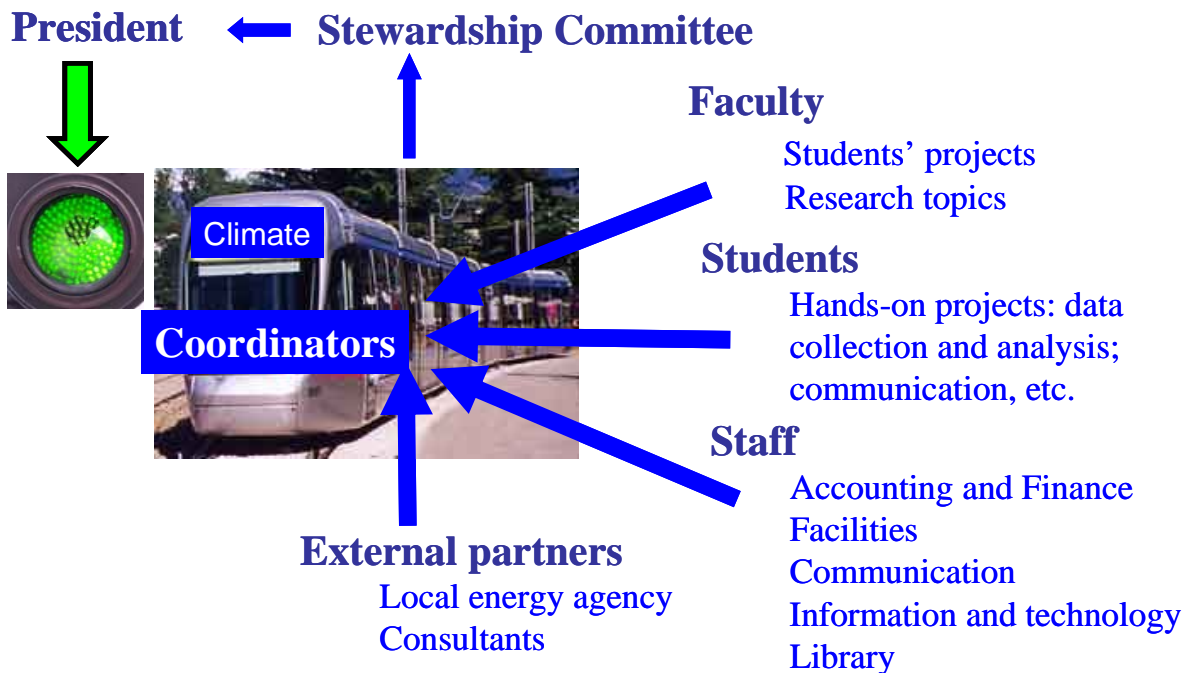 President
Stewardship Committee
Faculty
Students’ projects
Research topics
Climate
Students
Hands-on projects: data
collection and analysis;
communication, etc.
Coordinators
Staff
Accounting and Finance
Facilities
Communication
Information and technology
Library
External partners
Local energy agency
Consultants